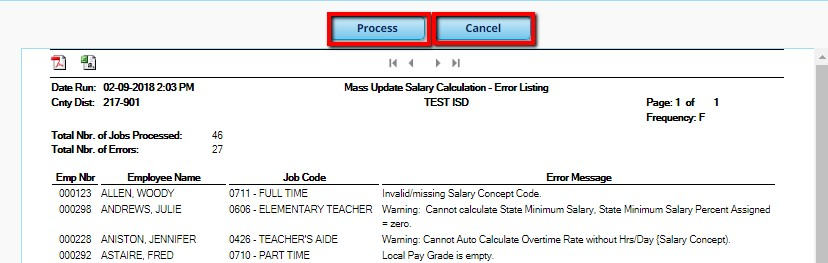 Process Cancel
Date Run: 02-09-2018 2:03 PM Mass Update Salary Calculation - Error Listing
Cnty Dist: 217-901 TEST ISD Page: 1 of 1
Frequency: F
Total Nbr. of Jobs Processed: 46
Total Nbr. of Errors: 27
Emp Nbr Employee Name Job Code Error Message
000123 ALLEN, WOODY 0711 - FULL TIME Invalid/missing Salary Concept Code.
000298 ANDREWS, JULIE 0606 - ELEMENTARY TEACHER Warning: Cannot calculate State Minimum Salary, State Minimum Salary Percent Assigned
= zero.
000228 ANISTON, JENNIFER 0426 - TEACHER'S AIDE Warning: Cannot Auto Calculate Overtime Rate without Hrs/Day {Salary Concept).
000292 ASTAIRE, FRED 0710 - PART TIME Local Pay Grade is empty.